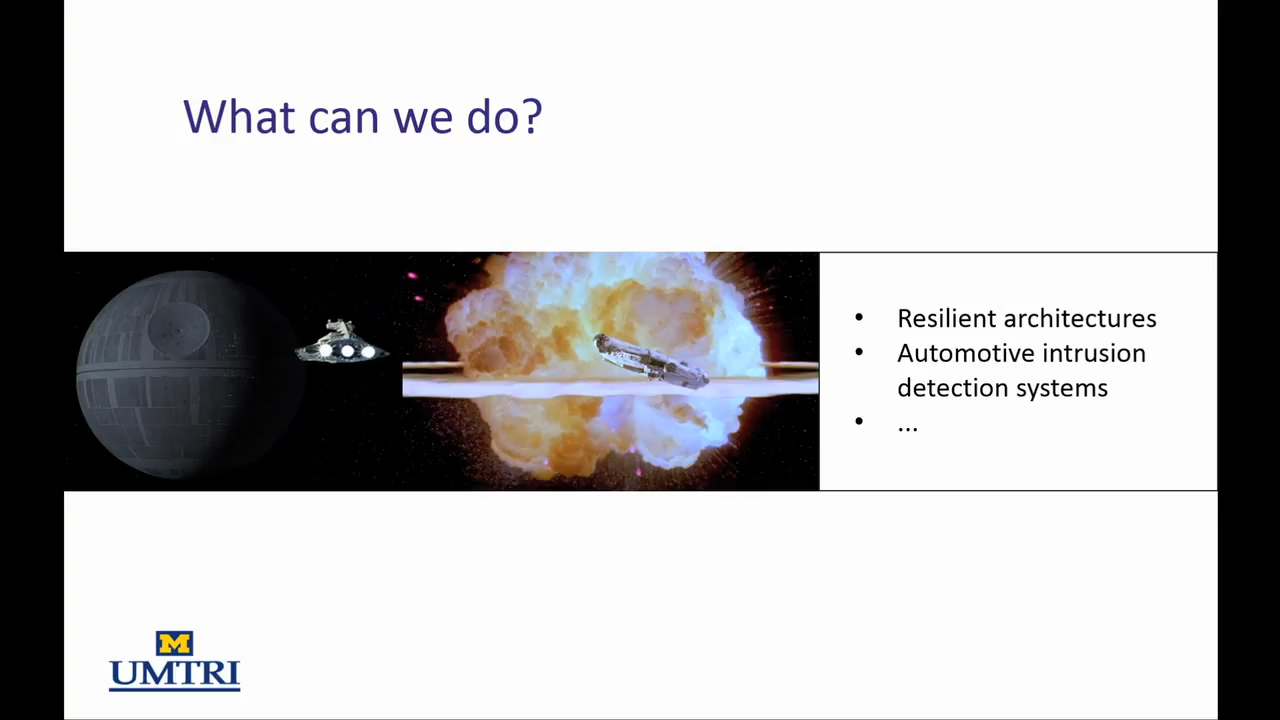 What can we do?
• Resilient architectures
• Automotive intrusion
detection systems
• ...
M
UMTRI